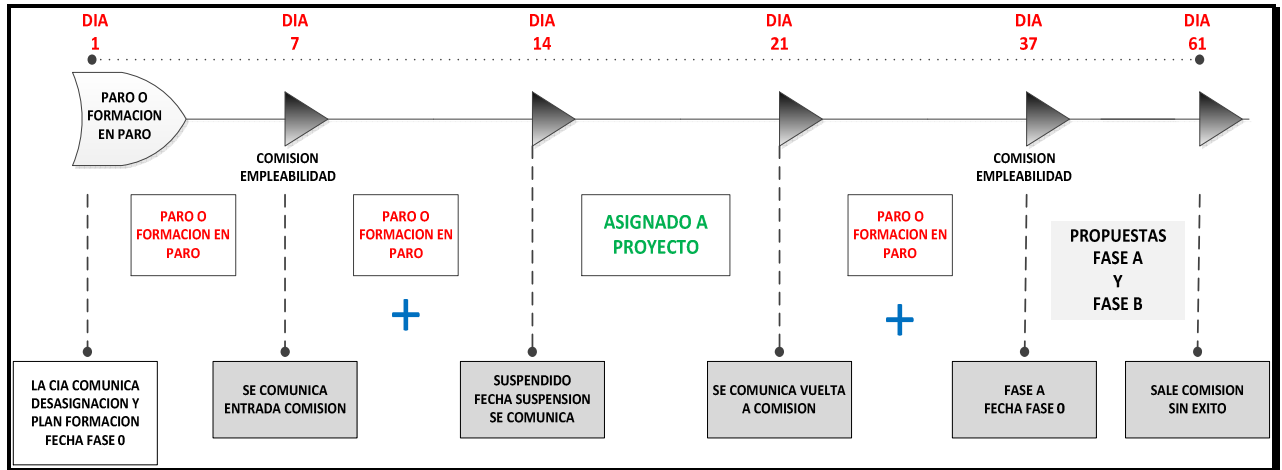 DIA
1
DIA
7
DIA
14
DIA
21
DIA
37
DIA
61
PARO O
FORMACION
EN PARO
COMISION
EMPLEABILIDAD
COMISION
EMPLEABILIDAD
PARO O
FORMACION EN
PARO
PARO O
FORMACION EN
PARO
ASIGNADO A
PROYECTO
PARO O
FORMACION EN
PARO
PROPUESTAS
FASE A
Y
FASE B
+
+
LA CIA COMUNICA
DESASIGNACION Y
PLAN FORMACION
FECHA FASE 0
SE COMUNICA
ENTRADA COMISION
SUSPENDIDO
FECHA SUSPENSION
SE COMUNICA
SE COMUNICA VUELTA
A COMISION
FASE A
FECHA FASE 0
SALE COMISION
SIN EXITO